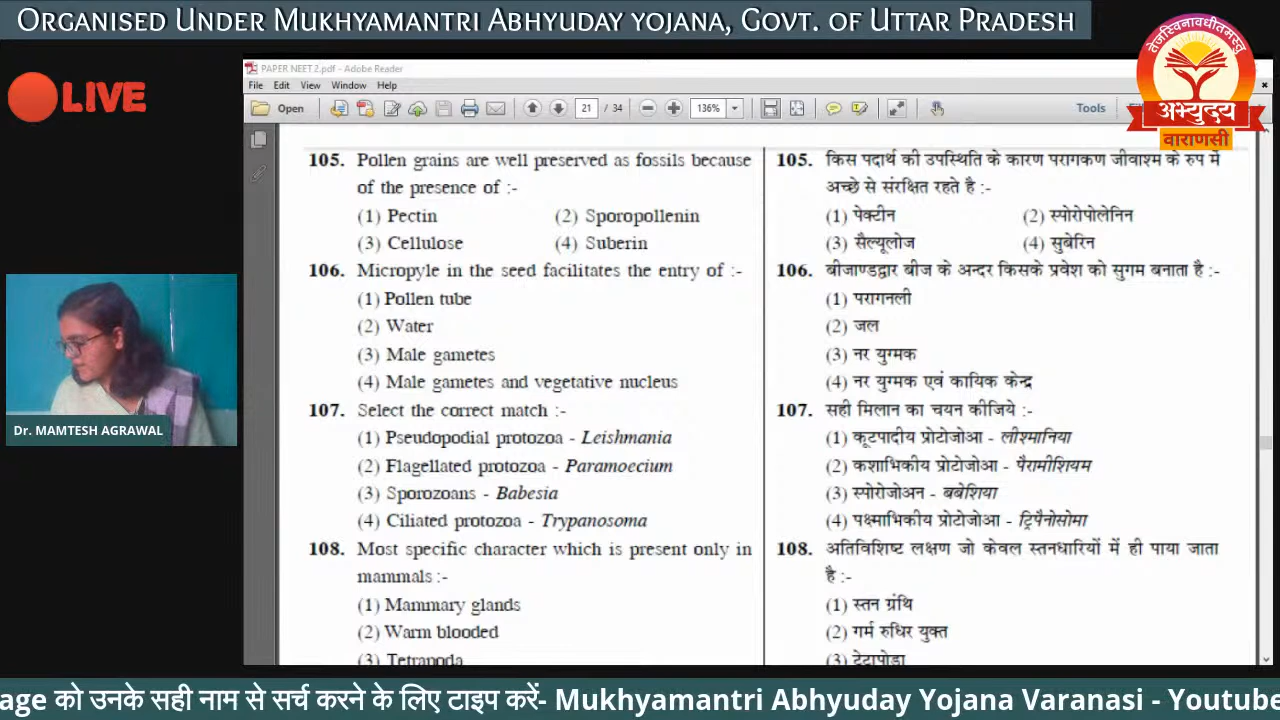 ORGANISED UNDER MUKHYAMANTRI ABHYUDAY YOJANA, GOVT. OF UTTAR PRADESH
तेजस्विनावधीतमस्तु
अभ्युदय
वाराणसी
LIVE
PAPER NEET 2.pdf - Adobe Reader
File Edit View Window Help
Open 21 / 34 136% Tools
105. Pollen grains are well preserved as fossils because
of the presence of :-
(1) Pectin (2) Sporopollenin
(3) Cellulose (4) Suberin
106. Micropyle in the seed facilitates the entry of :-
(1) Pollen tube
(2) Water
(3) Male gametes
(4) Male gametes and vegetative nucleus
107. Select the correct match :-
(1) Pseudopodial protozoa - Leishmania
(2) Flagellated protozoa - Paramoecium
(3) Sporozoans - Babesia
(4) Ciliated protozoa - Trypanosoma
108. Most specific character which is present only in
mammals :-
(1) Mammary glands
(2) Warm blooded
(3) Tetrapoda
105. किस पदार्थ की उपस्थिति के कारण परागकण जीवाश्म के रुप में
अच्छे से संरक्षित रहते है :-
(1) पेक्टीन (2) स्पोरोपोलेनिन
(3) सैल्यूलोज (4) सुबेरिन
106. बीजाण्डद्वार बीज के अन्दर किसके प्रवेश को सुगम बनाता है :-
(1) परागनली
(2) जल
(3) नर युग्मक
(4) नर युग्मक एवं कायिक केन्द्र
107. सही मिलान का चयन कीजिये :-
(1) कूटपादीय प्रोटोजोआ - लीश्मानिया
(2) कशाभिकीय प्रोटोजोआ - पैरामीशियम
(3) स्पोरोजोअन - बबेशिया
(4) पक्ष्माभिकीय प्रोटोजोआ - ट्रिपैनोसोमा
108. अतिविशिष्ट लक्षण जो केवल स्तनधारियों में ही पाया जाता
है :-
(1) स्तन ग्रंथि
(2) गर्म रुधिर युक्त
(3) टेट्रापोडा
Dr. MAMTESH AGRAWAL
age को उनके सही नाम से सर्च करने के लिए टाइप करें- Mukhyamantri Abhyuday Yojana Varanasi - Youtube